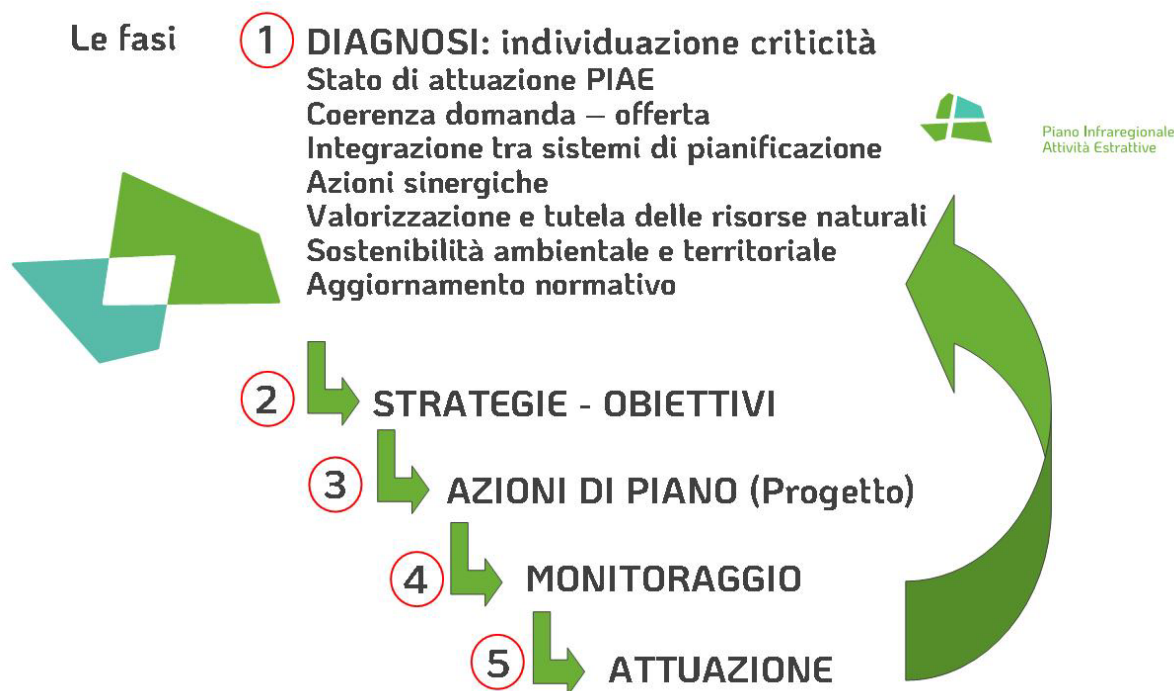 Le fasi
1 DIAGNOSI: individuazione criticità
Stato di attuazione PIAE
Coerenza domanda – offerta
Integrazione tra sistemi di pianificazione
Azioni sinergiche
Valorizzazione e tutela delle risorse naturali
Sostenibilità ambientale e territoriale
Aggiornamento normativo
Piano Infraregionale
Attività Estrattive
2 STRATEGIE - OBIETTIVI
3 AZIONI DI PIANO (Progetto)
4 MONITORAGGIO
5 ATTUAZIONE